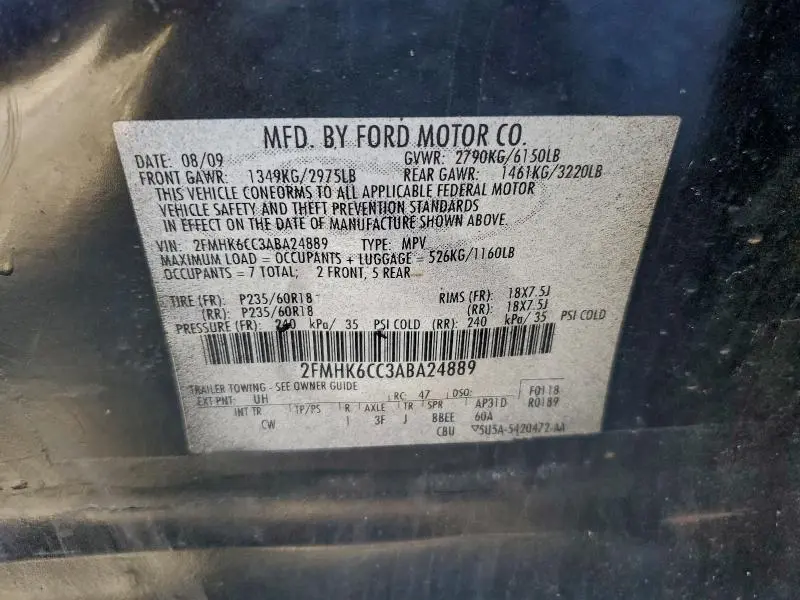 MFD. BY FORD MOTOR CO.
DATE: 08/09 GVWR: 2790KG/6150LB
FRONT GAWR: 1349KG/2975LB REAR GAWR: 1461KG/3220LB
THIS VEHICLE CONFORMS TO ALL APPLICABLE FEDERAL MOTOR
VEHICLE SAFETY AND THEFT PREVENTION STANDARDS
IN EFFECT ON THE DATE OF MANUFACTURE SHOWN ABOVE.
VIN: 2FMHK6CC3ABA24889 TYPE: MPV
MAXIMUM LOAD = OCCUPANTS + LUGGAGE = 526KG/1160LB
OCCUPANTS = 7 TOTAL; 2 FRONT, 5 REAR
TIRE (FR): P235/60R18 RIMS (FR): 18X7.5J
(RR): P235/60R18 (RR): 18X7.5J
PRESSURE (FR): 240 kPa/ 35 PSI COLD (RR): 240 kPa/ 35 PSI COLD
2FMHK6CC3ABA24889
TRAILER TOWING - SEE OWNER GUIDE
EXT PNT: UH RC: 47 DSO: F0118
INT TR TP/PS R AXLE TR SPR AP31D R0189
CW I 3F J BBEE 60A
CBU 5U5A-5420472-AA